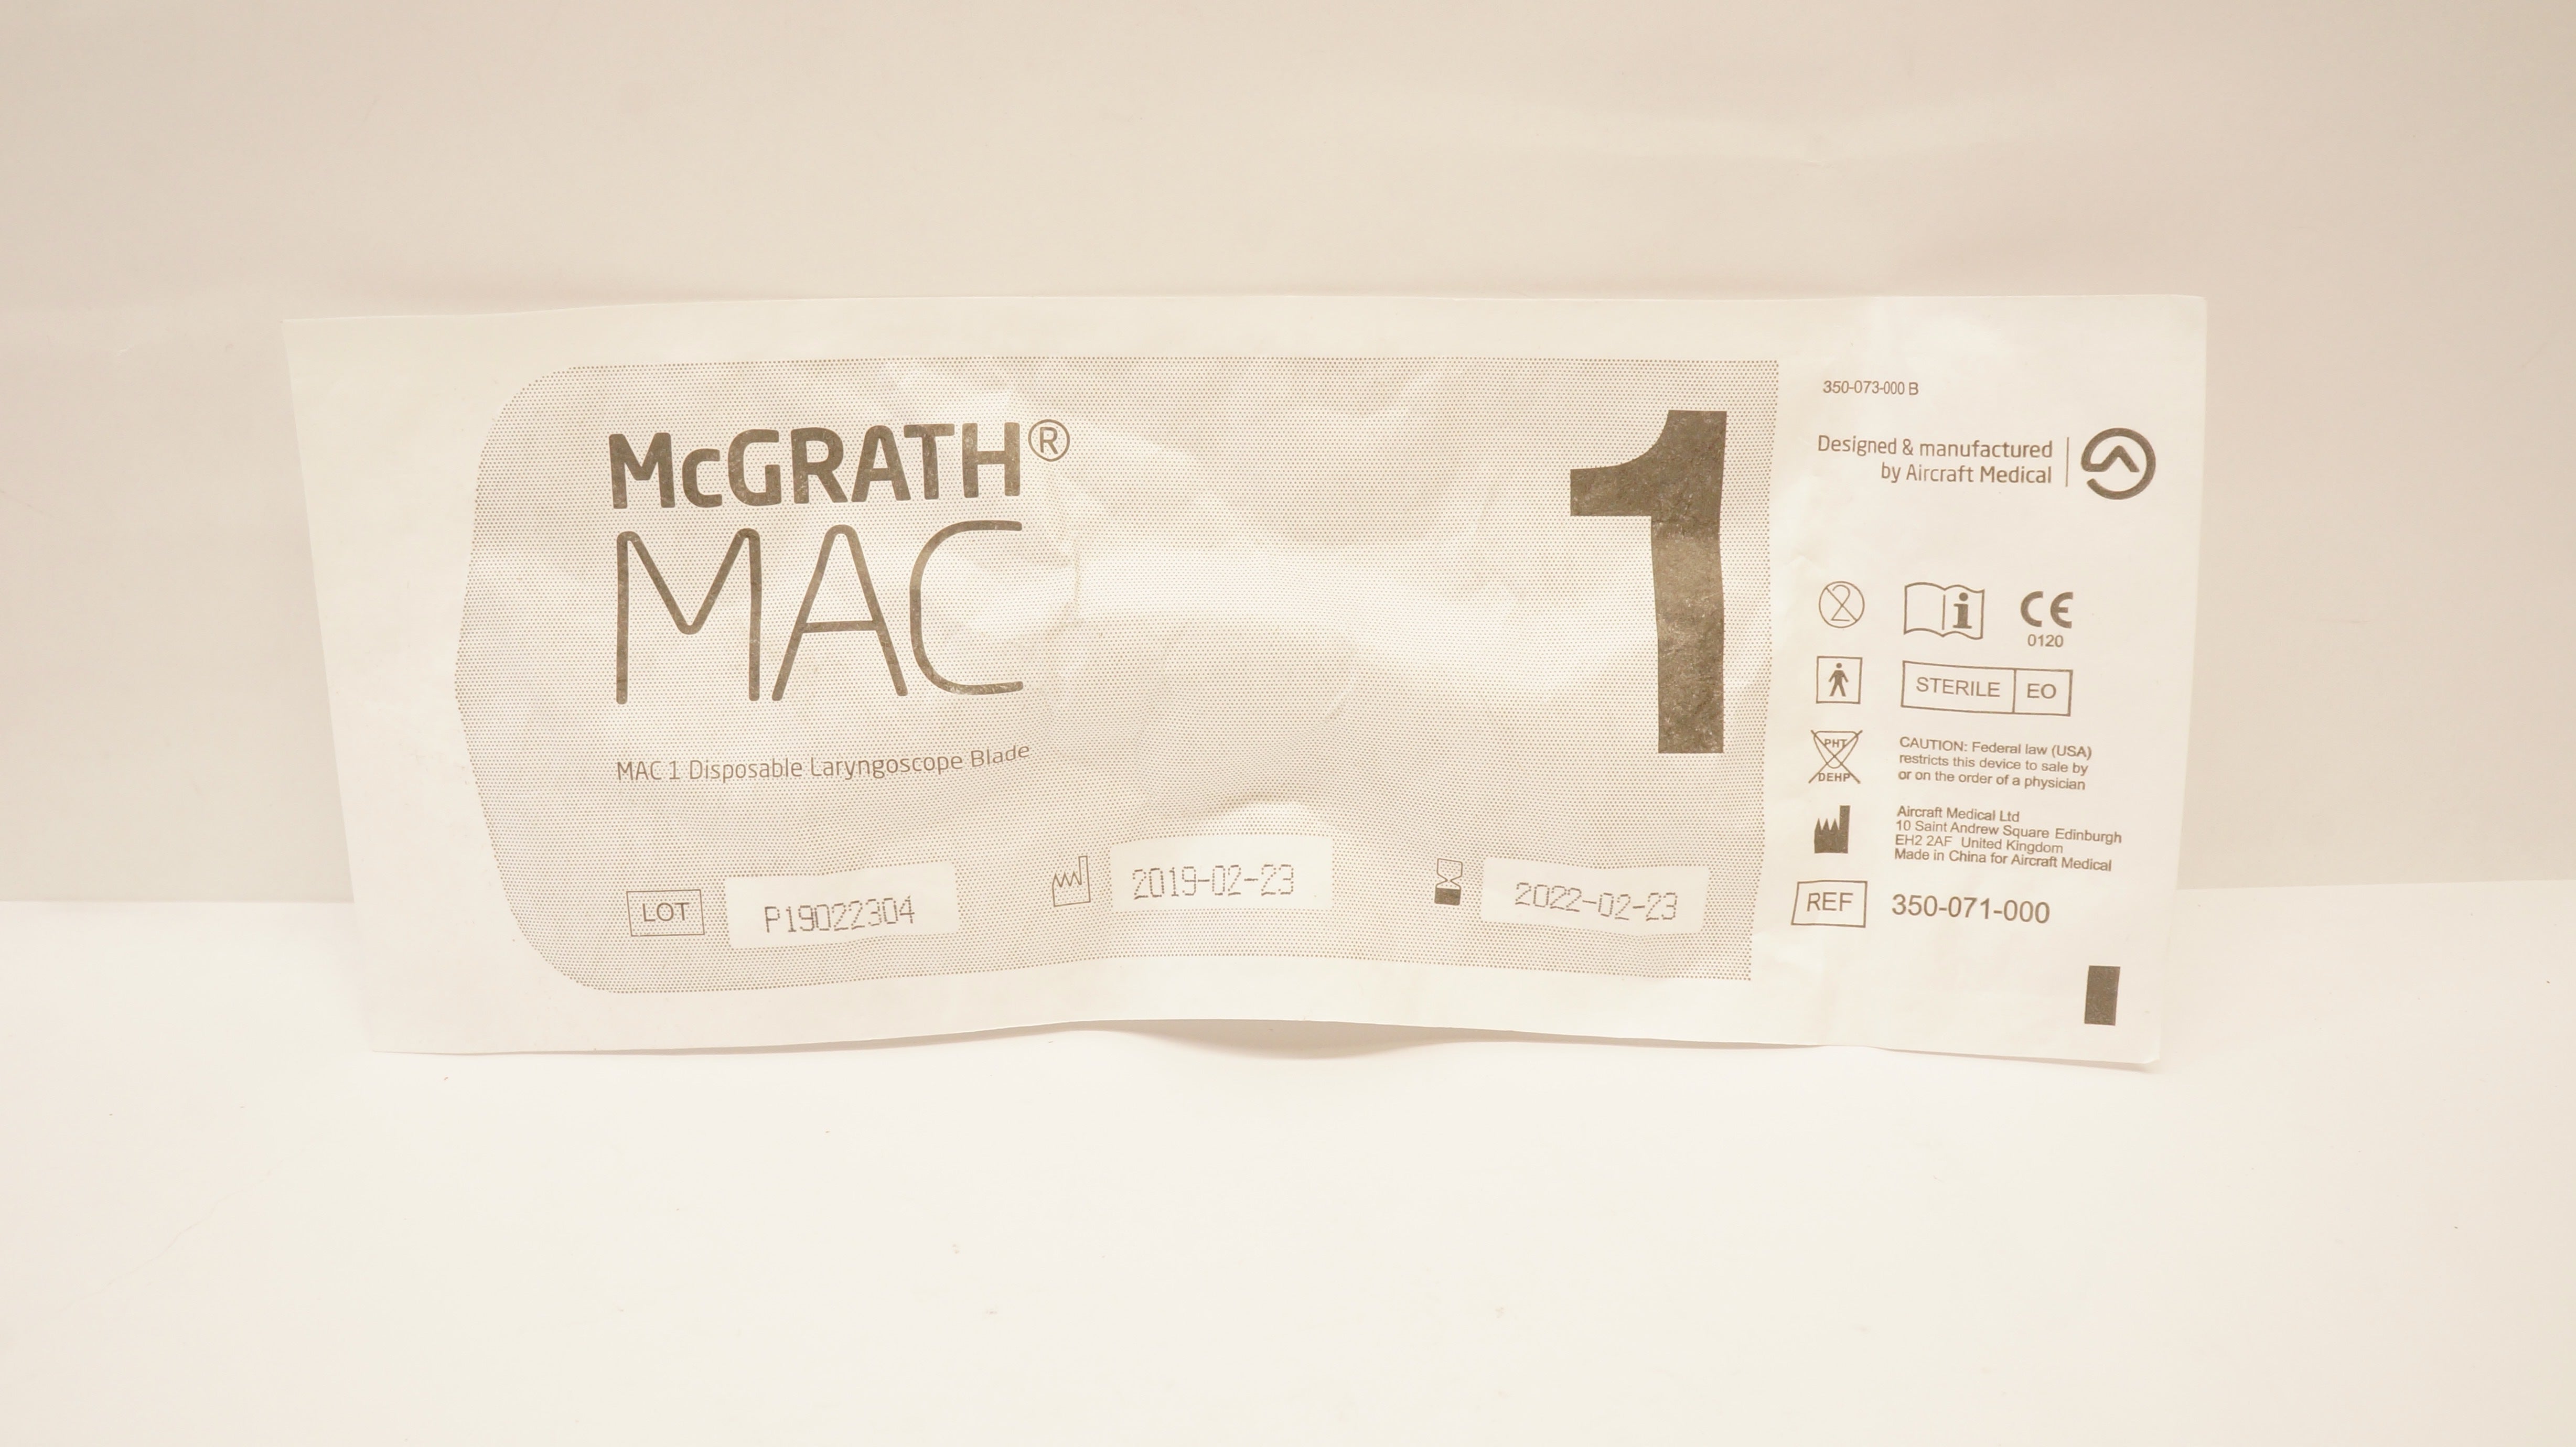 McGRATH®
MAC
1
MAC 1 Disposable Laryngoscope Blade
LOT
P19022304
2019-02-23
2022-02-23
350-073-000 B
Designed & manufactured
by Aircraft Medical
2
i
CE
0120
STERILE EO
PHT
DEHP
CAUTION: Federal law (USA)
restricts this device to sale by
or on the order of a physician
Aircraft Medical Ltd
10 Saint Andrew Square Edinburgh
EH2 2AF United Kingdom
Made in China for Aircraft Medical
REF
350-071-000